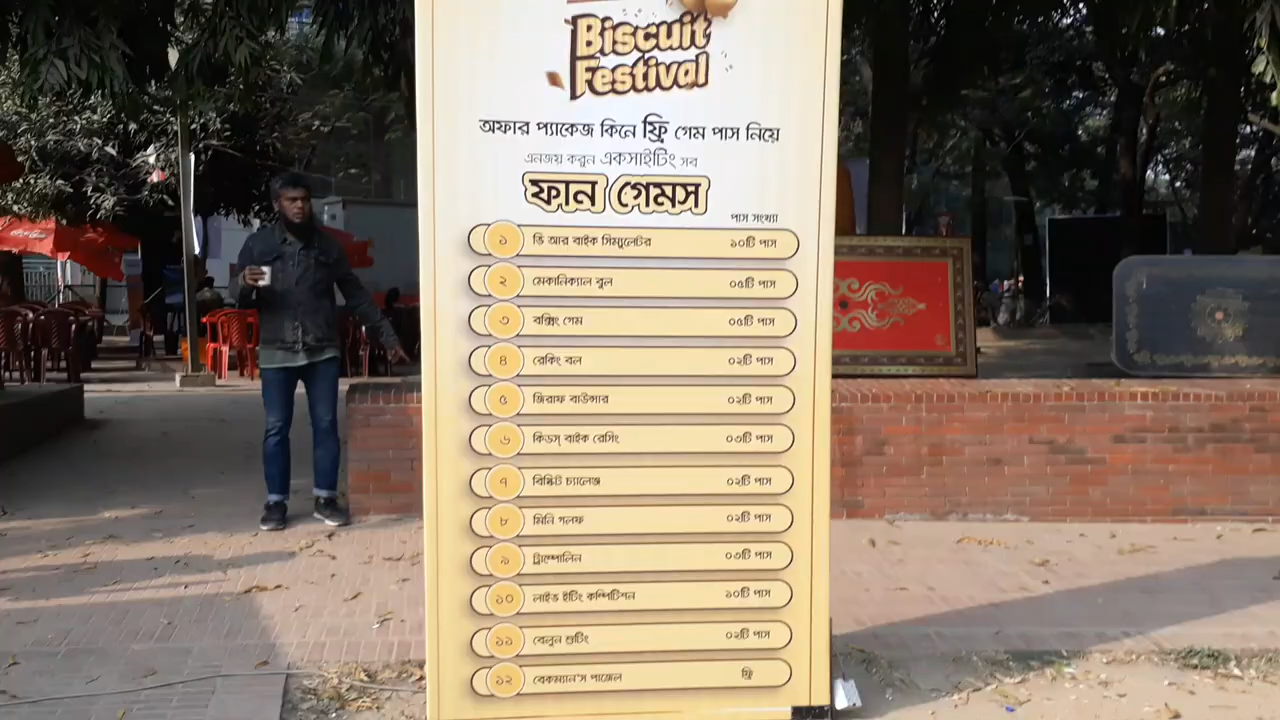 Biscuit
Festival
অফার প্যাকেজ কিনে ফ্রি গেম পাস নিয়ে
এনজয় করুন একসাইটিং সব
ফান গেমস
পাস সংখ্যা
১ ভি আর বাইক সিম্যুলেটর ১০টি পাস
২ মেকানিক্যাল বুল ০৫টি পাস
৩ বক্সিং গেম ০৫টি পাস
৪ রেকিং বল ০২টি পাস
৫ জিরাফ বাউন্সার ০২টি পাস
৬ কিডস্ বাইক রেসিং ০৩টি পাস
৭ বিস্কিট চ্যালেঞ্জ ০২টি পাস
৮ মিনি গলফ ০২টি পাস
৯ ট্রাম্পোলিন ০৩টি পাস
১০ লাইভ ইটিং কম্পিটিশন ১০টি পাস
১১ বেলুন শুটিং ০২টি পাস
১২ বেকম্যান'স পাজেল ফ্রি